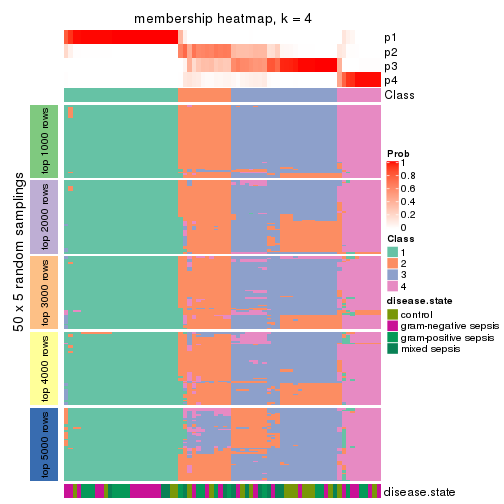 membership heatmap, k = 4
p1
p2
p3
p4
Class
50 x 5 random samplings
top 1000 rows
top 2000 rows
top 3000 rows
top 4000 rows
top 5000 rows
disease.state
Prob
1
0.8
0.6
0.4
0.2
0
Class
1
2
3
4
disease.state
control
gram-negative sepsis
gram-positive sepsis
mixed sepsis